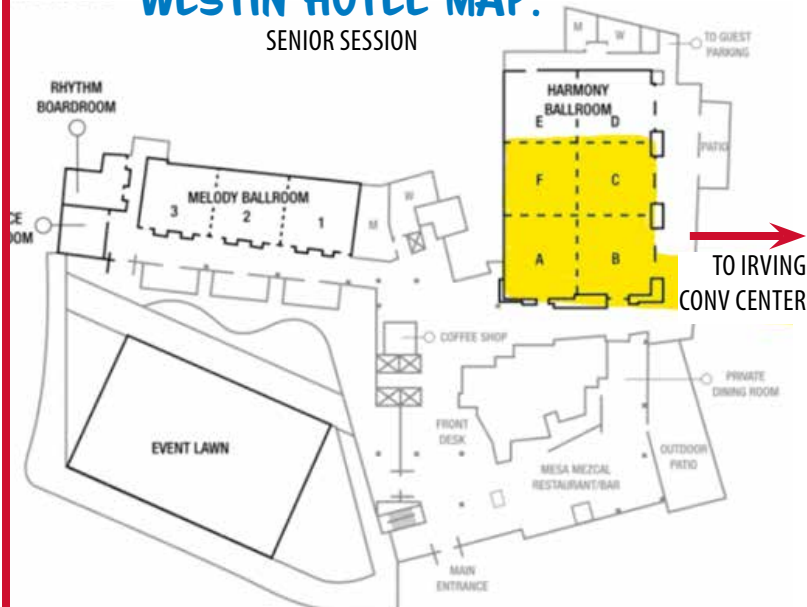 WESTIN HOTEL MAP:
SENIOR SESSION
M
W
TO GUEST
PARKING
RHYTHM
BOARDROOM
HARMONY
BALLROOM
E
D
PATIO
MELODY BALLROOM
3
2
1
M
W
F
C
CE
OM
A
B
TO IRVING
CONV CENTER
COFFEE SHOP
PRIVATE
DINING ROOM
FRONT
DESK
EVENT LAWN
OUTDOOR
PATIO
MESA MEZCAL
RESTAURANT/BAR
MAIN
ENTRANCE